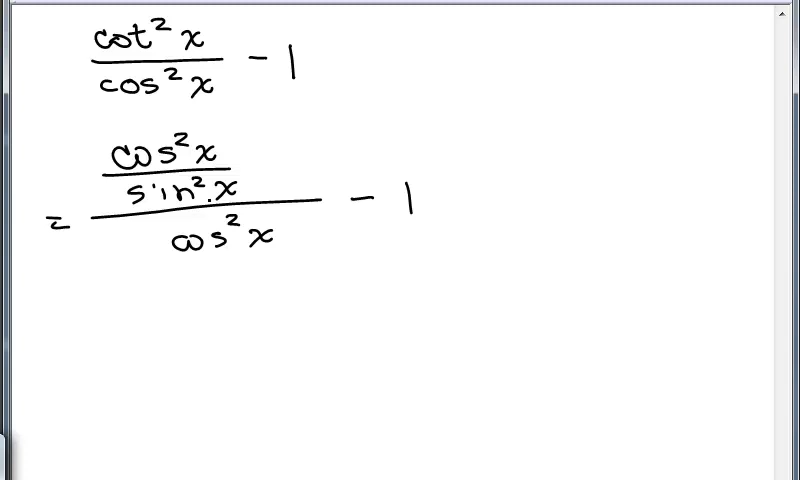 cot² x / cos² x - 1
= (cos² x / sin² x) / cos² x - 1